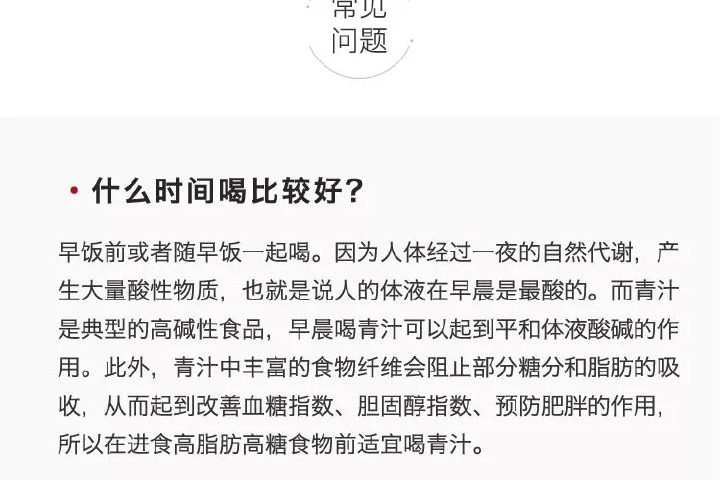 常见
问题
• 什么时间喝比较好？
早饭前或者随早饭一起喝。因为人体经过一夜的自然代谢，产
生大量酸性物质，也就是说人的体液在早晨是最酸的。而青汁
是典型的高碱性食品，早晨喝青汁可以起到平和体液酸碱的作
用。此外，青汁中丰富的食物纤维会阻止部分糖分和脂肪的吸
收，从而起到改善血糖指数、胆固醇指数、预防肥胖的作用，
所以在进食高脂肪高糖食物前适宜喝青汁。